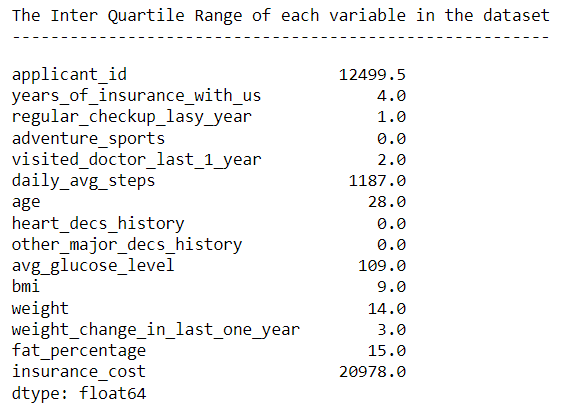 The Inter Quartile Range of each variable in the dataset
--------------------------------------------------------
applicant_id 12499.5
years_of_insurance_with_us 4.0
regular_checkup_lasy_year 1.0
adventure_sports 0.0
visited_doctor_last_1_year 2.0
daily_avg_steps 1187.0
age 28.0
heart_decs_history 0.0
other_major_decs_history 0.0
avg_glucose_level 109.0
bmi 9.0
weight 14.0
weight_change_in_last_one_year 3.0
fat_percentage 15.0
insurance_cost 20978.0
dtype: float64